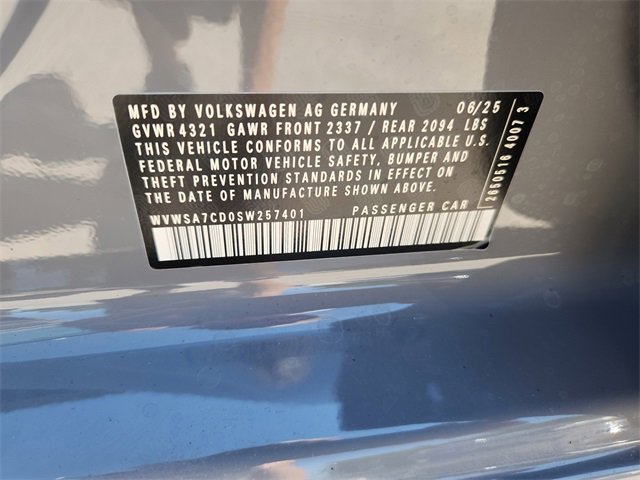 MFD BY VOLKSWAGEN AG GERMANY 06/25
GVWR 4321 GAWR FRONT 2337 / REAR 2094 LBS
THIS VEHICLE CONFORMS TO ALL APPLICABLE U.S.
FEDERAL MOTOR VEHICLE SAFETY, BUMPER AND
THEFT PREVENTION STANDARDS IN EFFECT ON
THE DATE OF MANUFACTURE SHOWN ABOVE.
WVWSA7CD0SW257401 PASSENGER CAR
2650516 4007 3